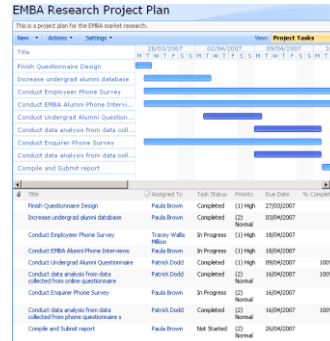 EMBA Research Project Plan
This is a project plan for the EMBA market research.
New Actions Settings View: Project Tasks
Title 26/03/2007 02/04/2007 09/04/2007
M T W T F S S M T W T F S S M T W T F S S M T
Finish Questionnaire Design
Increase undergrad alumni database
Conduct Employeer Phone Survey
Conduct EMBA Alumni Phone Intervi...
Conduct Undergrad Alumni Question...
Conduct data analysis from data coll...
Conduct Enquirer Phone Survey
Conduct data analysis from data coll...
Compile and Submit report
Title Assigned To Task Status Priority Due Date % Complete
Finish Questionnaire Design Paula Brown Completed (1) High 27/03/2007
Increase undergrad alumni database Paula Brown Completed (2) Normal 03/04/2007
Conduct Employeer Phone Survey Tracey Wallis In Progress (1) High 18/04/2007
Conduct EMBA Alumni Phone Interviews Paula Brown In Progress (1) High 18/04/2007
Conduct Undergrad Alumni Questionnaire Patrick Dodd Completed (1) High 09/04/2007 100%
Conduct data analysis from data collected from online questionnaire Patrick Dodd Completed (2) Normal 16/04/2007 100%
Conduct Enquirer Phone Survey Paula Brown In Progress (2) Normal 16/04/2007
Conduct data analysis from data collected from phone questionnaire s Patrick Dodd Completed (2) Normal 16/04/2007 100%
Compile and Submit report Paula Brown Not Started (2) Normal 26/04/2007